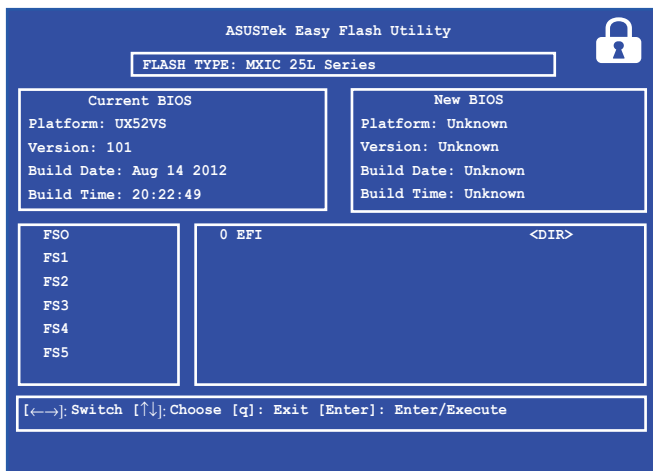 ASUSTek Easy Flash Utility
FLASH TYPE: MXIC 25L Series
Current BIOS
Platform: UX52VS
Version: 101
Build Date: Aug 14 2012
Build Time: 20:22:49
New BIOS
Platform: Unknown
Version: Unknown
Build Date: Unknown
Build Time: Unknown
FSO
FS1
FS2
FS3
FS4
FS5
0 EFI <DIR>
[←→]: Switch [↑↓]: Choose [q]: Exit [Enter]: Enter/Execute